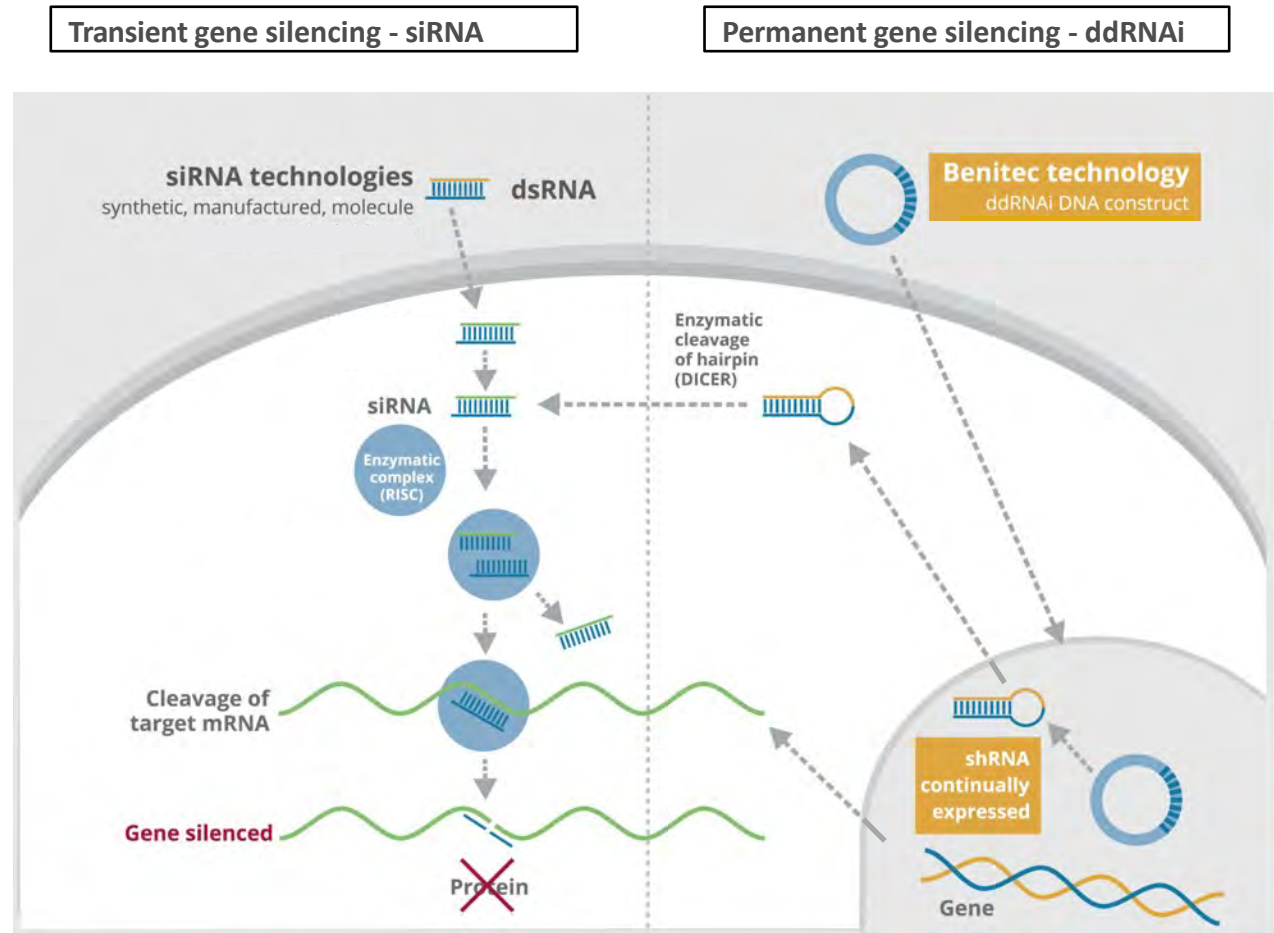 Transient gene silencing - siRNA
Permanent gene silencing - ddRNAi
siRNA technologies
synthetic, manufactured, molecule
dsRNA
Benitec technology
ddRNAi DNA construct
Enzymatic
cleavage
of hairpin
(DICER)
siRNA
Enzymatic
complex
(RISC)
Cleavage of
target mRNA
shRNA
continually
expressed
Gene silenced
Protein
Gene